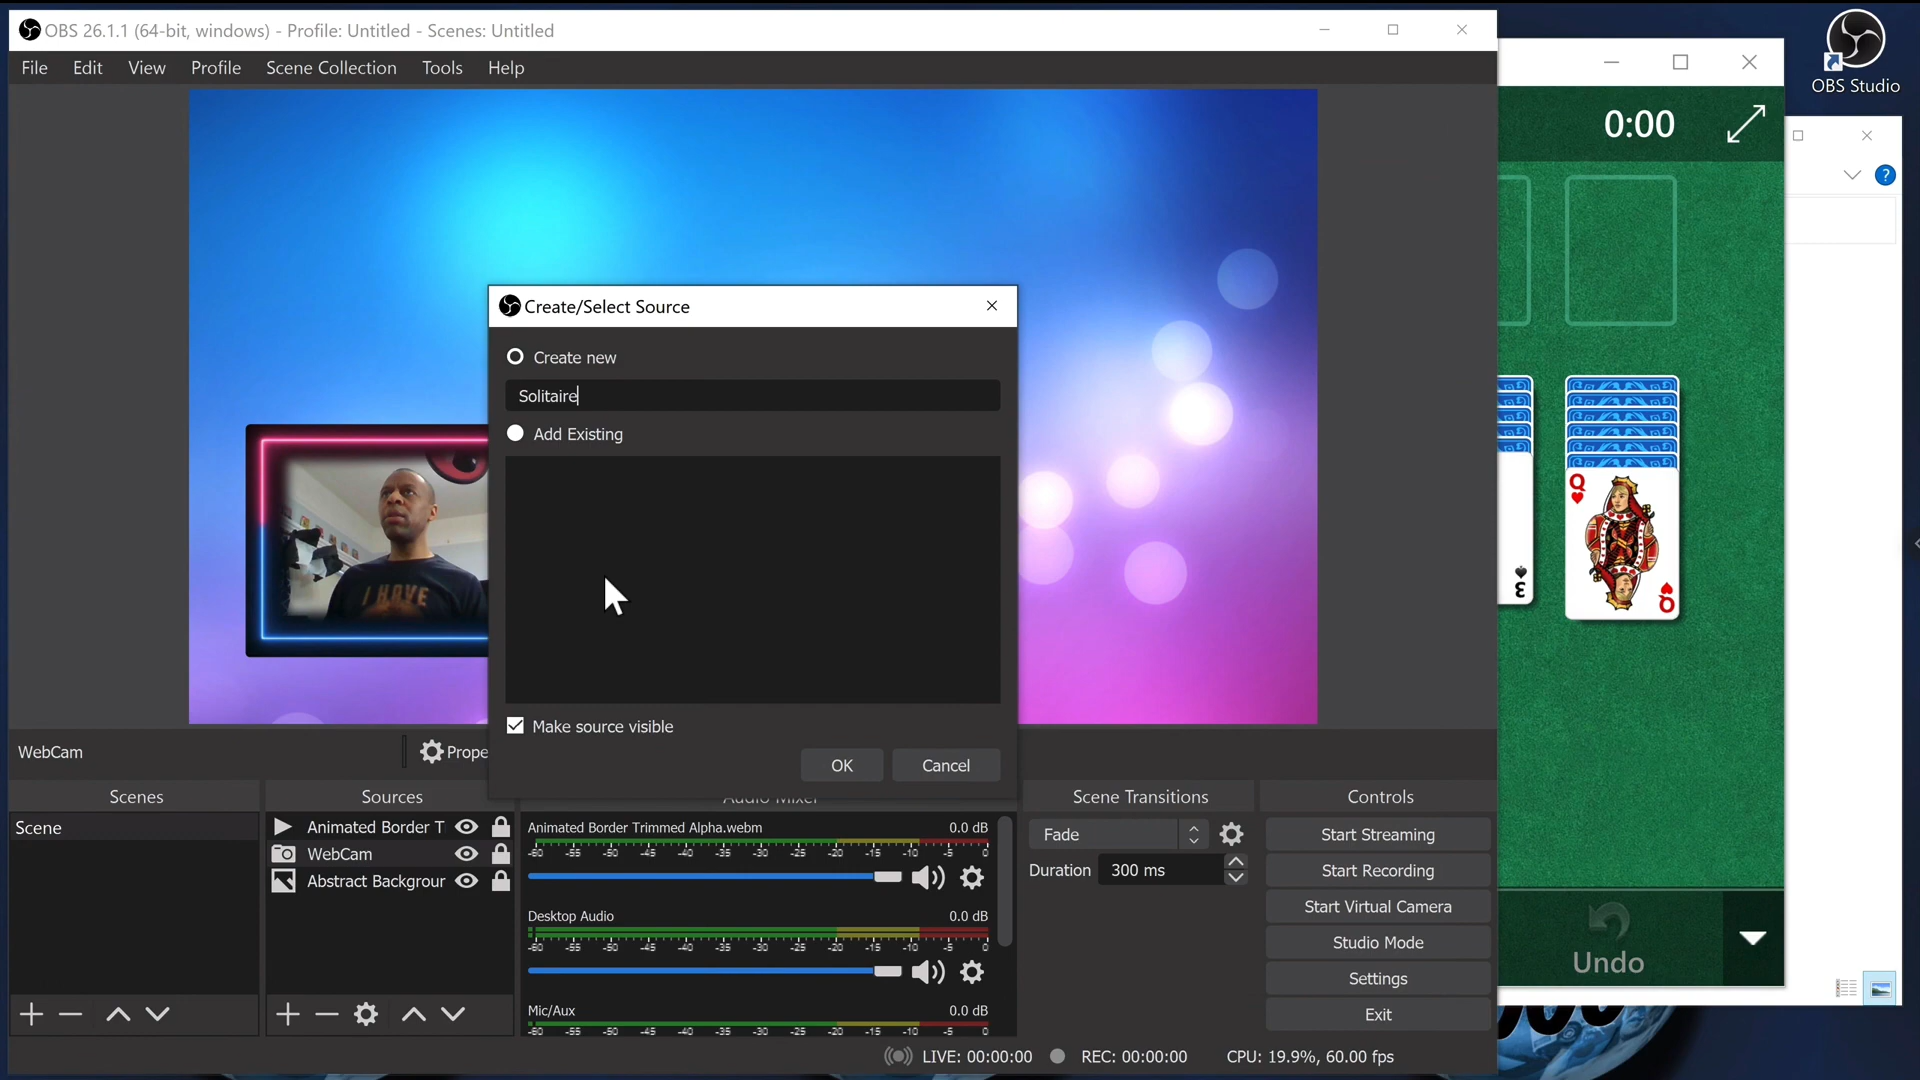 OBS 26.1.1 (64-bit, windows) - Profile: Untitled - Scenes: Untitled
File Edit View Profile Scene Collection Tools Help
OBS Studio
0:00
?
Create/Select Source
Create new
Solitaire
Add Existing
I HAVE
Q
Q
3
Make source visible
OK Cancel
WebCam
Prope
Scenes
Scene
Sources
Animated Border T
WebCam
Abstract Backgrour
Audio Mixer
Animated Border Trimmed Alpha.webm 0.0 dB
-60 -55 -50 -45 -40 -35 -30 -25 -20 -15 -10 -5 0
Desktop Audio 0.0 dB
-60 -55 -50 -45 -40 -35 -30 -25 -20 -15 -10 -5 0
Mic/Aux 0.0 dB
-60 -55 -50 -45 -40 -35 -30 -25 -20 -15 -10 -5 0
Scene Transitions
Fade
Duration 300 ms
Controls
Start Streaming
Start Recording
Start Virtual Camera
Studio Mode
Settings
Exit
Undo
LIVE: 00:00:00 REC: 00:00:00 CPU: 19.9%, 60.00 fps